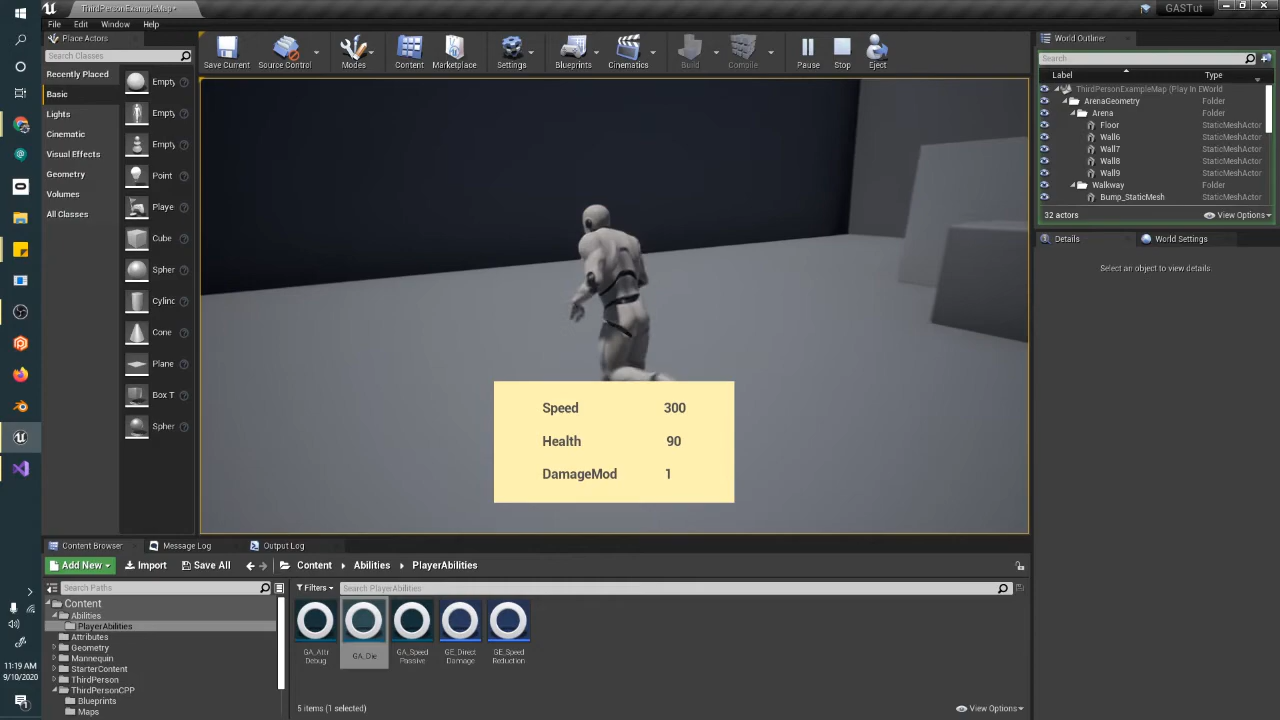 ThirdPersonExampleMap*
GASTut
File Edit Window Help
Place Actors
Search Classes
Recently Placed
Basic
Lights
Cinematic
Visual Effects
Geometry
Volumes
All Classes
Empty
Empty
Empty
Point
Playe
Cube
Spher
Cylinc
Cone
Plane
Box T
Spher
Save Current
Source Control
Modes
Content
Marketplace
Settings
Blueprints
Cinematics
Build
Compile
Pause
Stop
Eject
Speed 300
Health 90
DamageMod 1
World Outliner
Search
Label Type
ThirdPersonExampleMap (Play In E World
ArenaGeometry Folder
Arena Folder
Floor StaticMeshActor
Wall6 StaticMeshActor
Wall7 StaticMeshActor
Wall8 StaticMeshActor
Wall9 StaticMeshActor
Walkway Folder
Bump_StaticMesh StaticMeshActor
32 actors View Options
Details World Settings
Select an object to view details.
Content Browser Message Log Output Log
Add New Import Save All Content Abilities PlayerAbilities
Search Paths
Filters Search PlayerAbilities
Content
Abilities
PlayerAbilities
Attributes
Geometry
Mannequin
StarterContent
ThirdPerson
ThirdPersonCPP
Blueprints
Maps
GA_Attr
Debug
GA_Die
GA_Speed
Passive
GE_Direct
Damage
GE_Speed
Reduction
5 items (1 selected) View Options
11:19 AM
9/10/2020